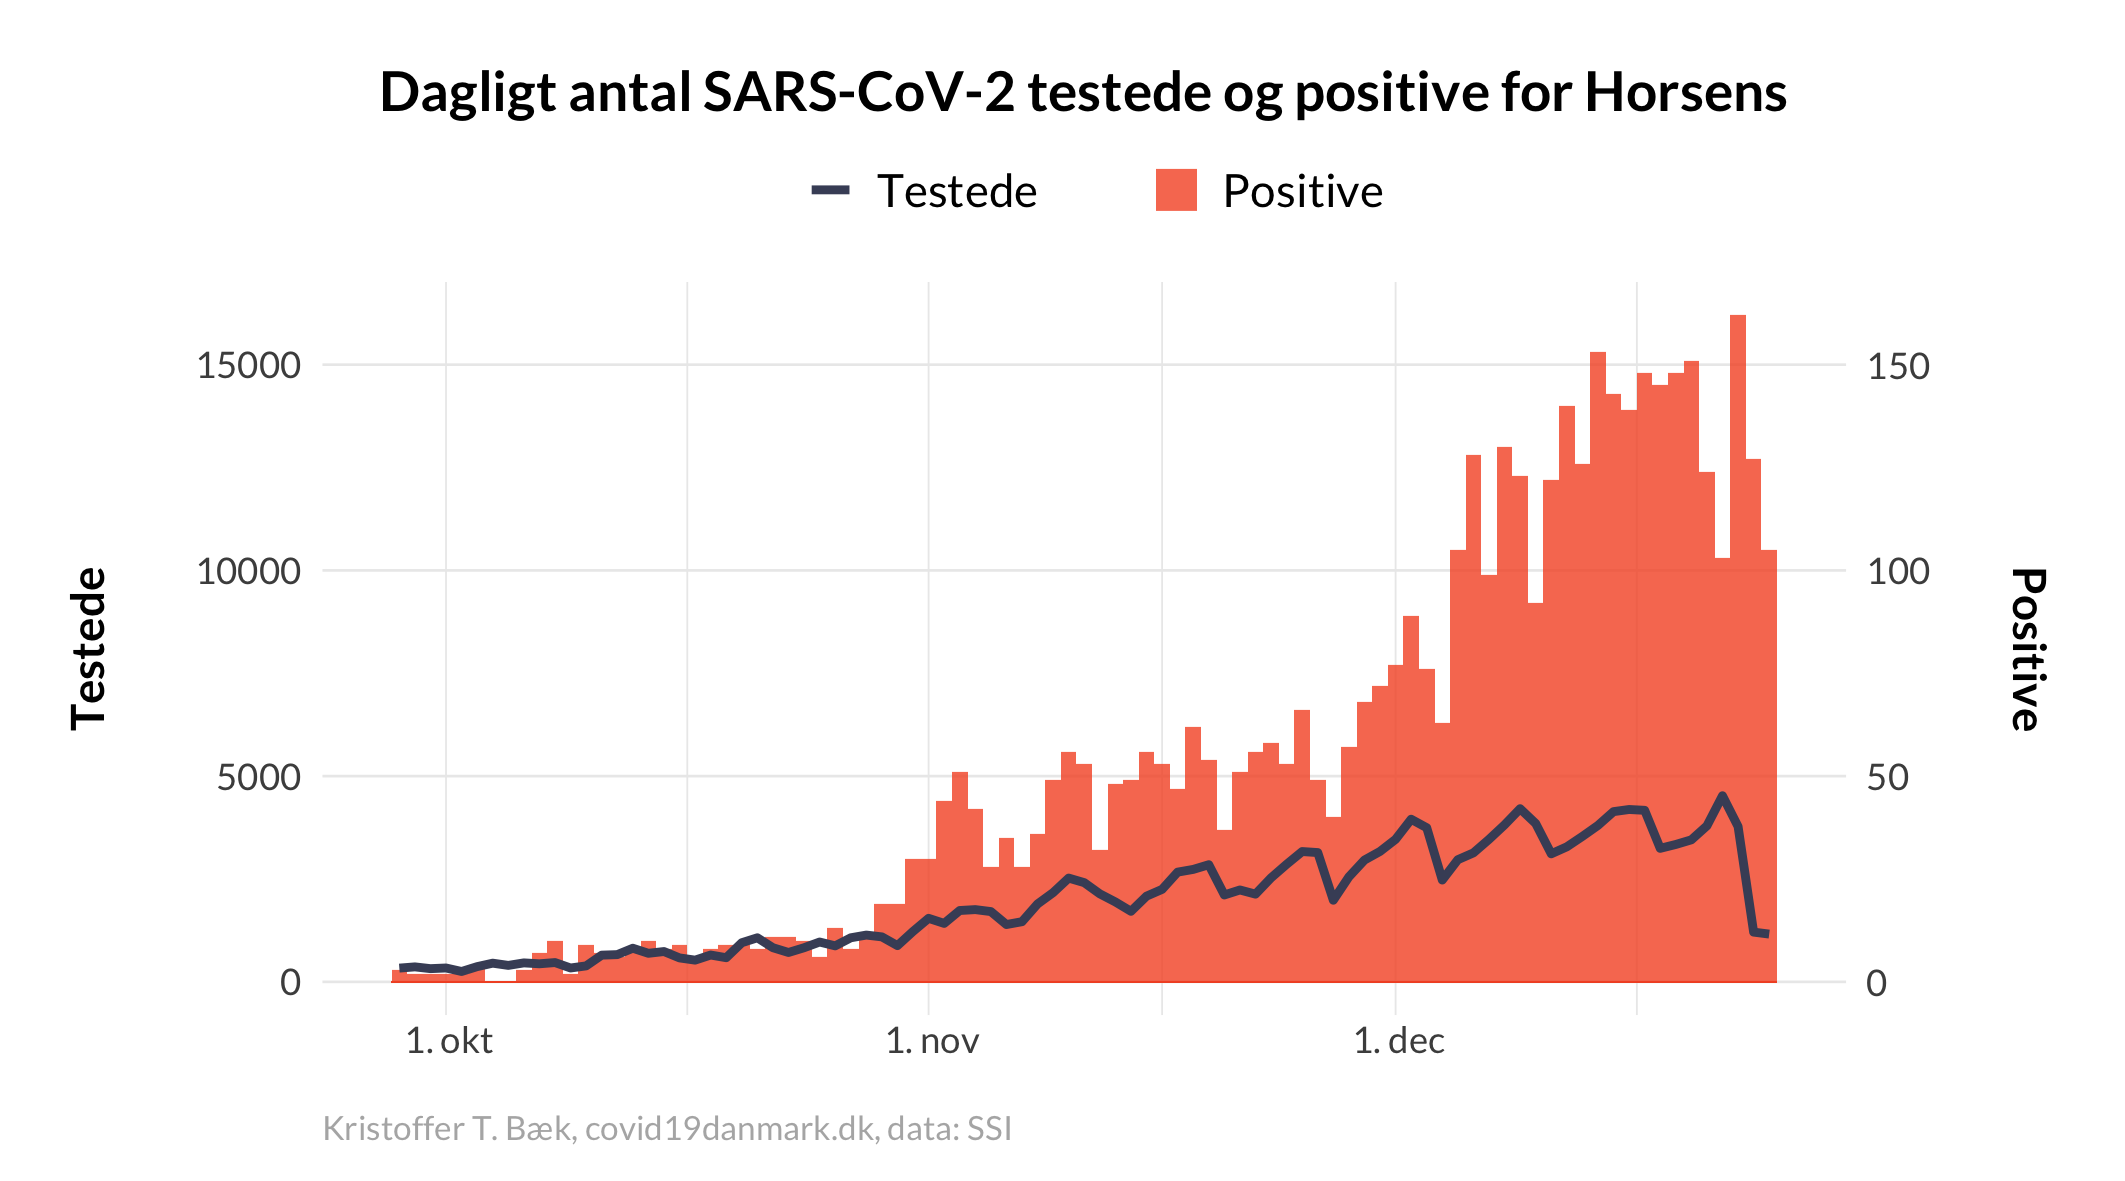 Dagligt antal SARS-CoV-2 testede og positive for Horsens
Testede
Positive
15000
10000
5000
0
Testede
150
100
50
0
Positive
1. okt
1. nov
1. dec
Kristoffer T. Bæk, covid19danmark.dk, data: SSI